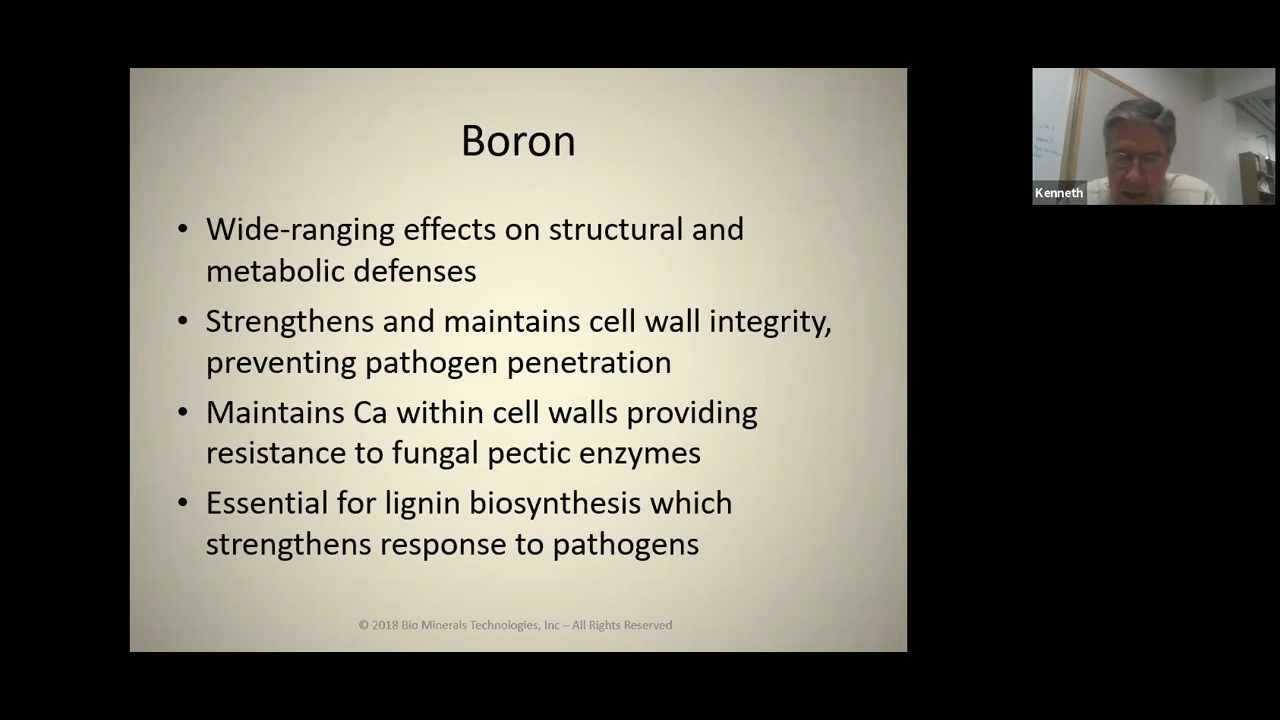 Boron
• Wide-ranging effects on structural and
metabolic defenses
• Strengthens and maintains cell wall integrity,
preventing pathogen penetration
• Maintains Ca within cell walls providing
resistance to fungal pectic enzymes
• Essential for lignin biosynthesis which
strengthens response to pathogens
© 2018 Bio Minerals Technologies, Inc – All Rights Reserved
Kenneth